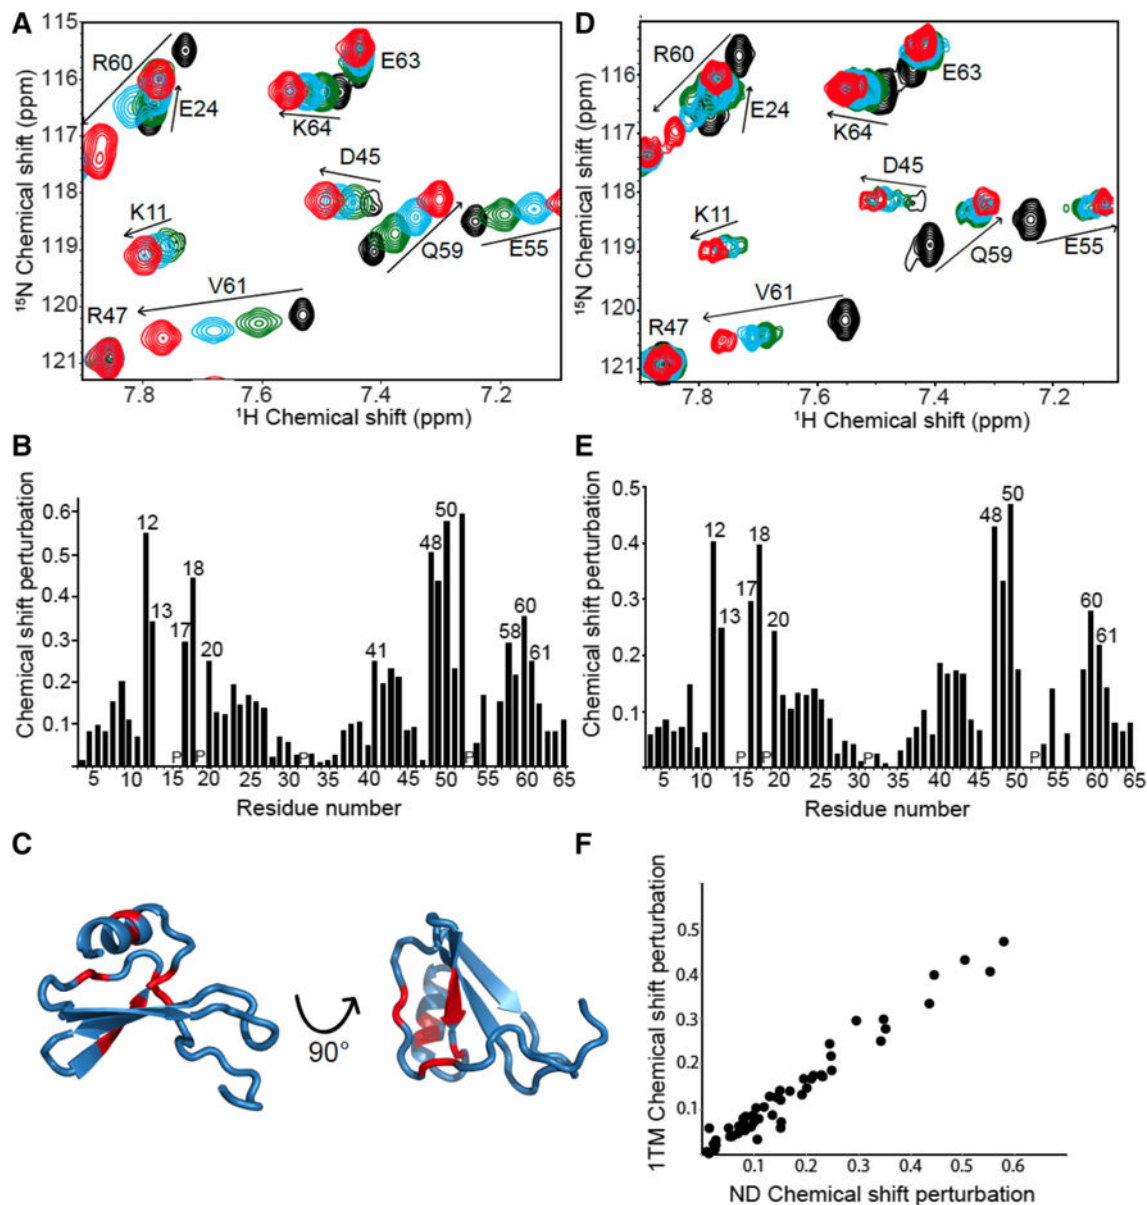 A
15N Chemical shift (ppm)
115
116
117
118
119
120
121
R60
E24
E63
K64
D45
K11
Q59
E55
V61
R47
7.8
7.6
7.4
7.2
1H Chemical shift (ppm)
D
15N Chemical shift (ppm)
116
117
118
119
120
121
R60
E24
E63
K64
D45
K11
Q59
E55
V61
R47
7.8
7.6
7.4
7.2
1H Chemical shift (ppm)
B
Chemical shift perturbation
0.6
0.5
0.4
0.3
0.2
0.1
12
13
17
18
20
41
48
50
58
60
61
P
P
P
P
5 10 15 20 25 30 35 40 45 50 55 60 65
Residue number
E
Chemical shift perturbation
0.5
0.4
0.3
0.2
0.1
12
13
17
18
20
48
50
60
61
P
P
P
P
5 10 15 20 25 30 35 40 45 50 55 60 65
Residue number
C
90°
F
1TM Chemical shift perturbation
0.5
0.4
0.3
0.2
0.1
0.1 0.2 0.3 0.4 0.5 0.6
ND Chemical shift perturbation